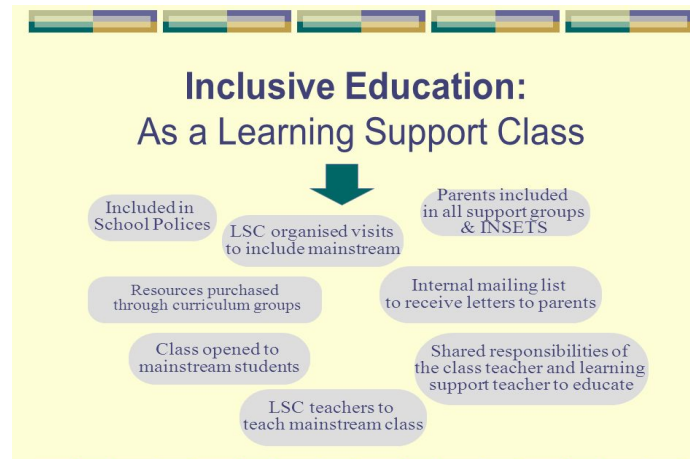 Inclusive Education:
As a Learning Support Class
Included in
School Polices
LSC organised visits
to include mainstream
Parents included
in all support groups
& INSETS
Resources purchased
through curriculum groups
Internal mailing list
to receive letters to parents
Class opened to
mainstream students
Shared responsibilities of
the class teacher and learning
support teacher to educate
LSC teachers to
teach mainstream class